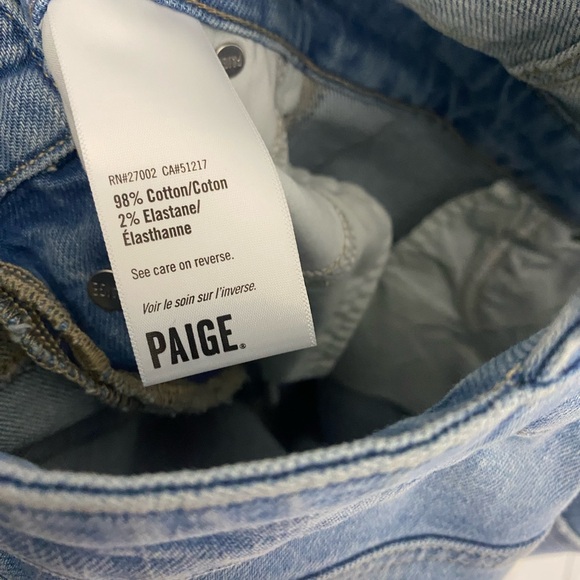 RN#27002 CA#51217
98% Cotton/Coton
2% Elastane/
Élasthanne
See care on reverse.
Voir le soin sur l'inverse.
PAIGE®